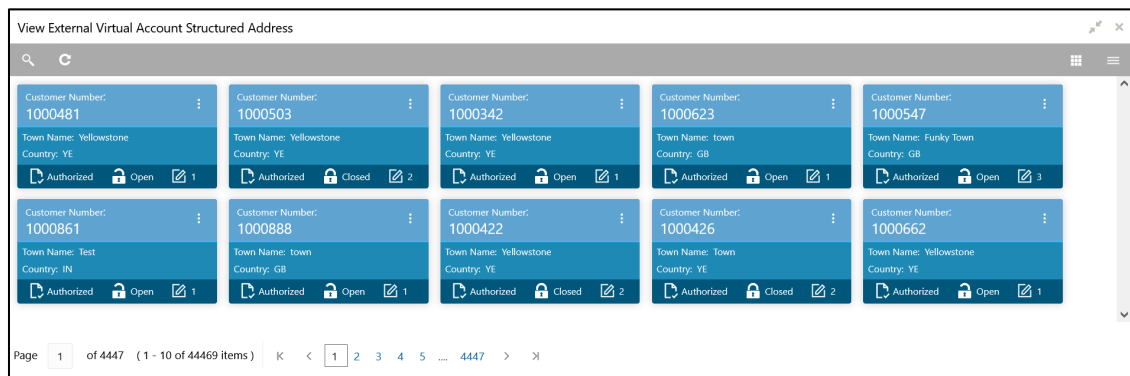 View External Virtual Account Structured Address
Customer Number:
1000481
Town Name: Yellowstone
Country: YE
Authorized Open 1
Customer Number:
1000503
Town Name: Yellowstone
Country: YE
Authorized Closed 2
Customer Number:
1000342
Town Name: Yellowstone
Country: YE
Authorized Open 1
Customer Number:
1000623
Town Name: town
Country: GB
Authorized Open 1
Customer Number:
1000547
Town Name: Funky Town
Country: GB
Authorized Open 3
Customer Number:
1000861
Town Name: Test
Country: IN
Authorized Open 1
Customer Number:
1000888
Town Name: town
Country: GB
Authorized Open 1
Customer Number:
1000422
Town Name: Yellowstone
Country: YE
Authorized Closed 2
Customer Number:
1000426
Town Name: Town
Country: YE
Authorized Closed 2
Customer Number:
1000662
Town Name: Yellowstone
Country: YE
Authorized Open 1
Page 1 of 4447 ( 1 - 10 of 44469 items ) 1 2 3 4 5 .... 4447